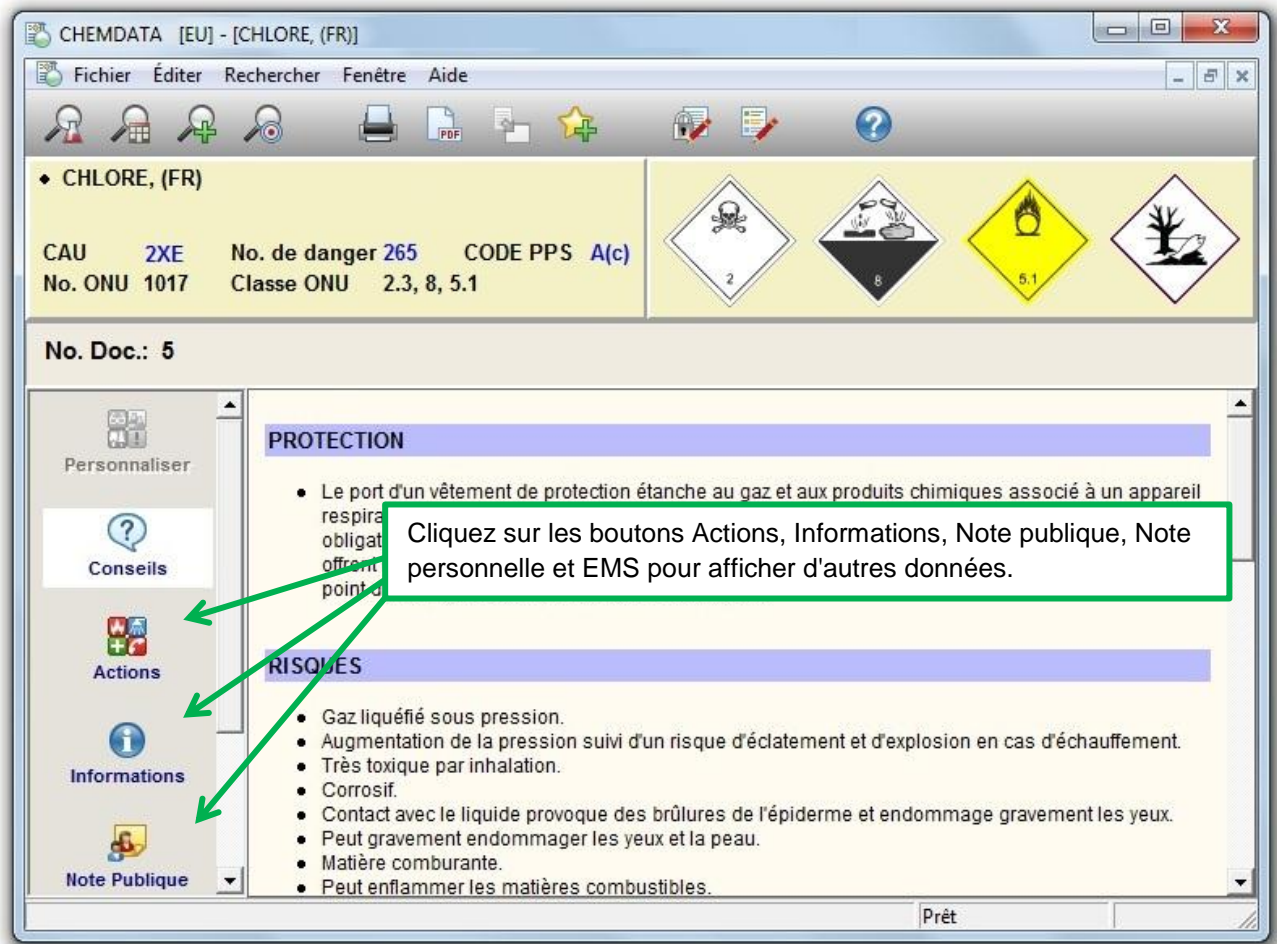 CHEMDATA [EU] - [CHLORE, (FR)]
Fichier Éditer Rechercher Fenêtre Aide
PDF
• CHLORE, (FR)
CAU 2XE No. de danger 265 CODE PPS A(c)
No. ONU 1017 Classe ONU 2.3, 8, 5.1
2 8 5.1
No. Doc.: 5
Personnaliser
Conseils
Actions
Informations
Note Publique
PROTECTION
• Le port d'un vêtement de protection étanche au gaz et aux produits chimiques associé à un appareil
Cliquez sur les boutons Actions, Informations, Note publique, Note
personnelle et EMS pour afficher d'autres données.
RISQUES
• Gaz liquéfié sous pression.
• Augmentation de la pression suivi d'un risque d'éclatement et d'explosion en cas d'échauffement.
• Très toxique par inhalation.
• Corrosif.
• Contact avec le liquide provoque des brûlures de l'épiderme et endommage gravement les yeux.
• Peut gravement endommager les yeux et la peau.
• Matière comburante.
• Peut enflammer les matières combustibles.
Prêt